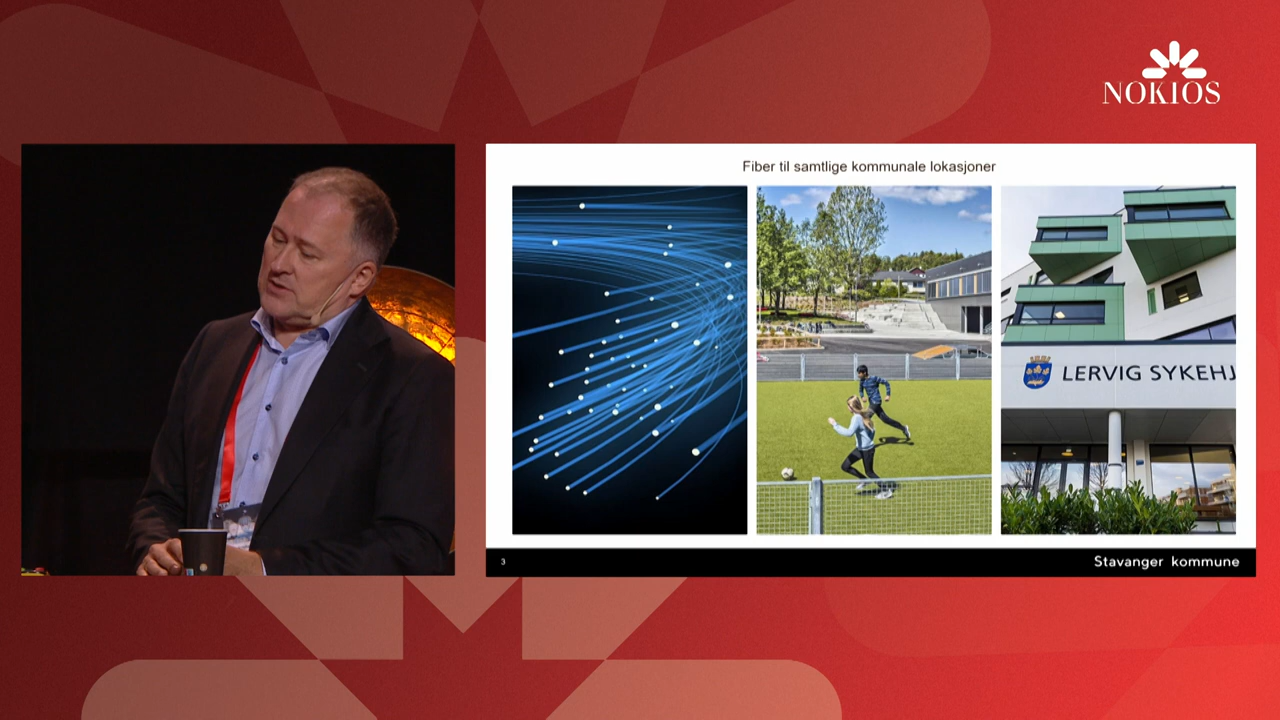 NOKIOS
Fiber til samtlige kommunale lokasjoner
LERVIG SYKEHJ
3
Stavanger kommune